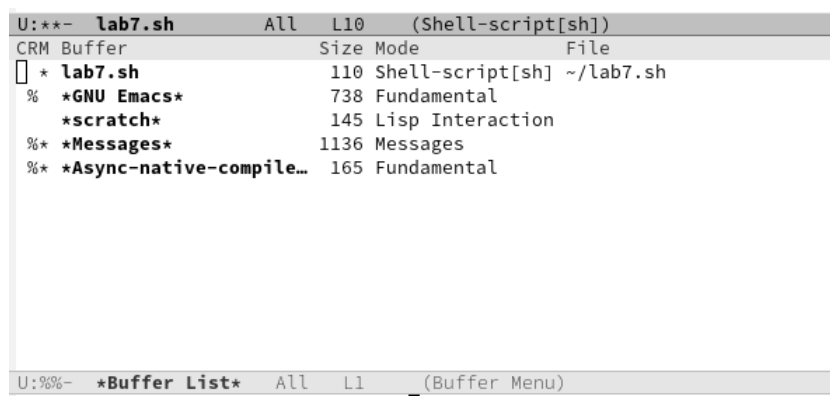 U:**-  lab7.sh        All   L10    (Shell-script[sh])
CRM Buffer                 Size Mode             File
  * lab7.sh                 110 Shell-script[sh] ~/lab7.sh
 %  *GNU Emacs*             738 Fundamental
    *scratch*               145 Lisp Interaction
 %* *Messages*             1136 Messages
 %* *Async-native-compile…  165 Fundamental
U:%%-  *Buffer List*   All   L1     (Buffer Menu)